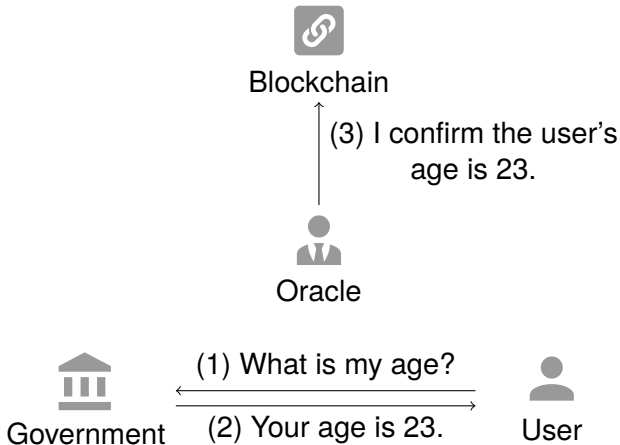 Blockchain
(3) I confirm the user's
age is 23.
Oracle
(1) What is my age?
Government
(2) Your age is 23.
User